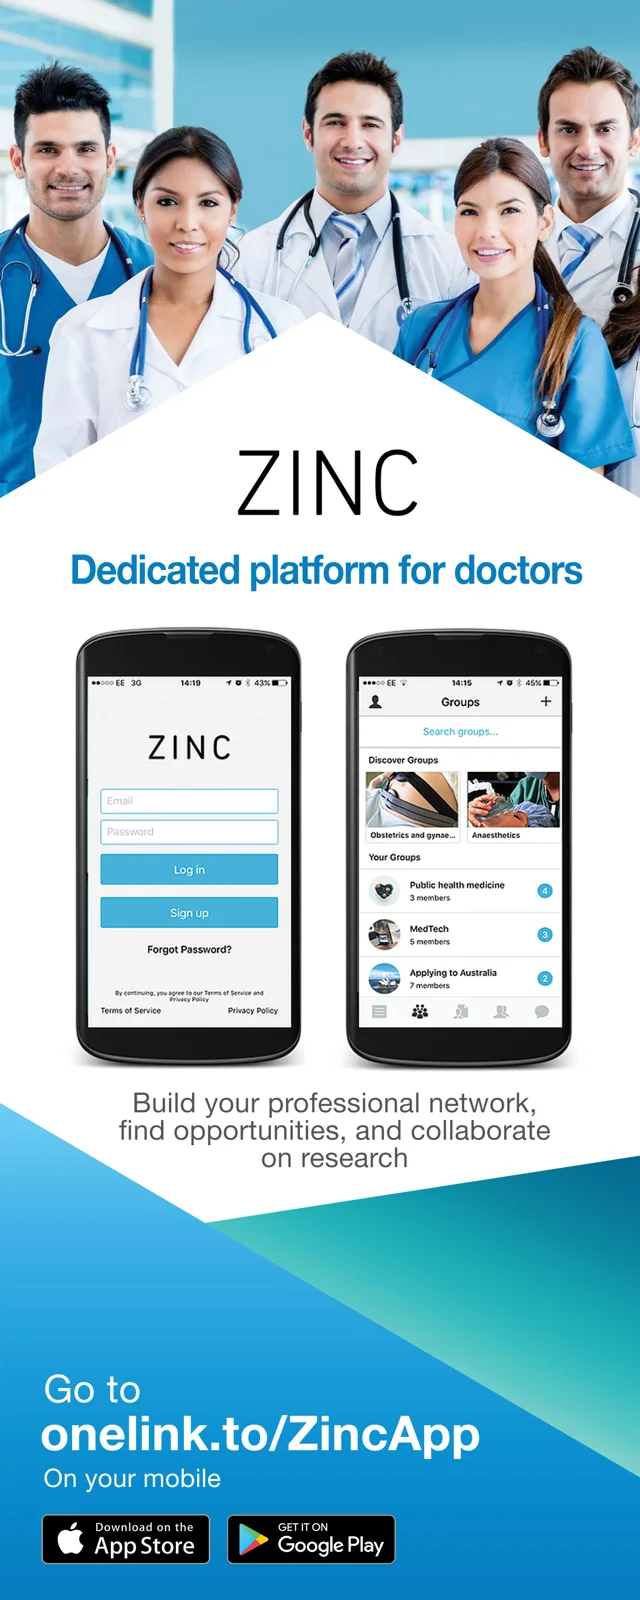 ZINC
Dedicated platform for doctors
EE 3G 14:19 43%
ZINC
Email
Password
Log in
Sign up
Forgot Password?
By continuing, you agree to our Terms of Service and
Privacy Policy
Terms of Service Privacy Policy
EE 14:15 45%
Groups +
Search groups...
Discover Groups
Obstetrics and gynae... Anaesthetics
Your Groups
Public health medicine
3 members
4
MedTech
5 members
3
Applying to Australia
7 members
2
Build your professional network,
find opportunities, and collaborate
on research
Go to
onelink.to/ZincApp
On your mobile
Download on the
App Store
GET IT ON
Google Play